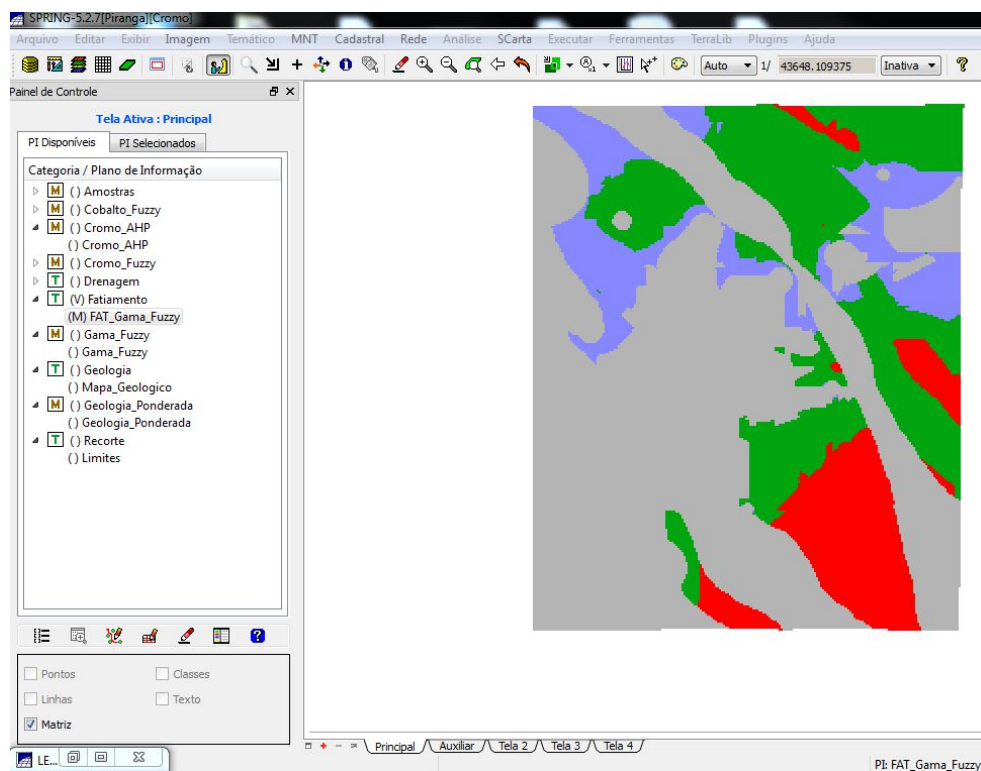 SPRING-5.2.7[Piranga][Cromo]
Arquivo Editar Exibir Imagem Temático MNT Cadastral Rede Análise SCarta Executar Ferramentas TerraLib Plugins Ajuda
Auto 1/ 43648.109375 Inativa
Painel de Controle
Tela Ativa : Principal
PI Disponíveis PI Selecionados
Categoria / Plano de Informação
M () Amostras
M () Cobalto_Fuzzy
M () Cromo_AHP
() Cromo_AHP
M () Cromo_Fuzzy
T () Drenagem
T (V) Fatiamento
(M) FAT_Gama_Fuzzy
M () Gama_Fuzzy
() Gama_Fuzzy
T () Geologia
() Mapa_Geologico
M () Geologia_Ponderada
() Geologia_Ponderada
T () Recorte
() Limites
Pontos Classes
Linhas Texto
Matriz
Principal Auxiliar Tela 2 Tela 3 Tela 4
LE...
PI: FAT_Gama_Fuzzy